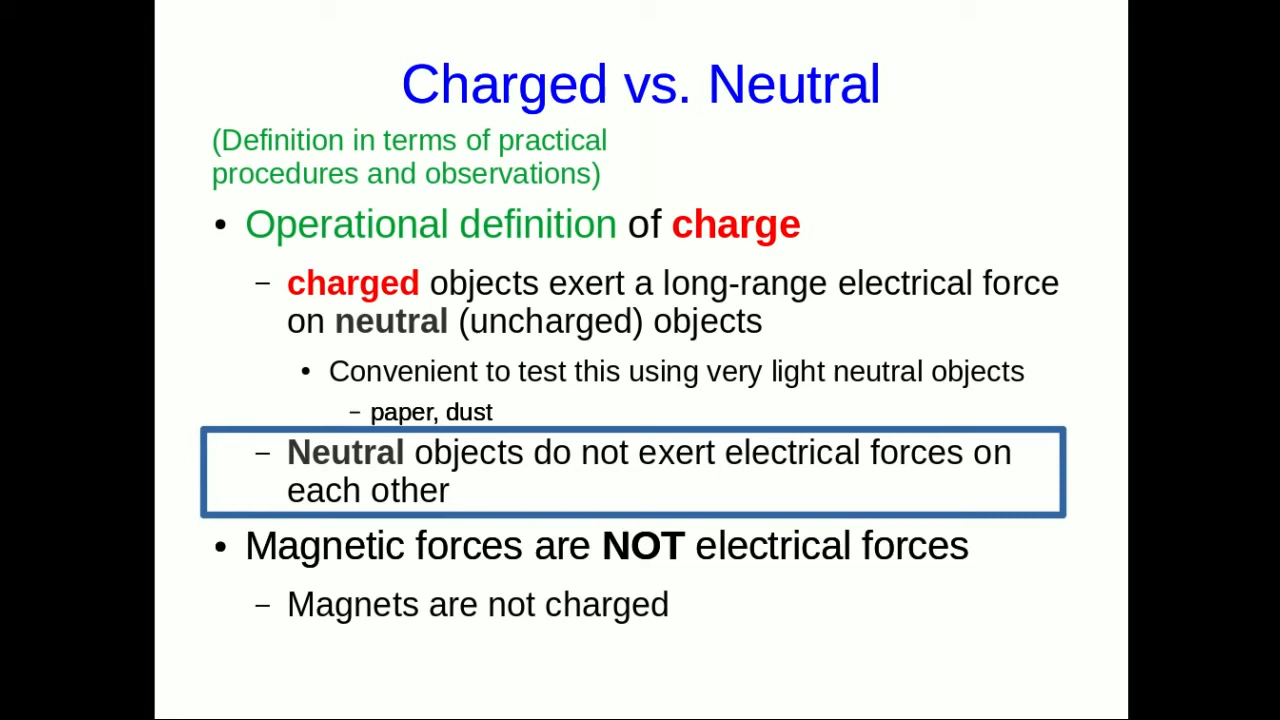 Charged vs. Neutral
(Definition in terms of practical
procedures and observations)
• Operational definition of charge
– charged objects exert a long-range electrical force
on neutral (uncharged) objects
• Convenient to test this using very light neutral objects
– paper, dust
– Neutral objects do not exert electrical forces on
each other
• Magnetic forces are NOT electrical forces
– Magnets are not charged